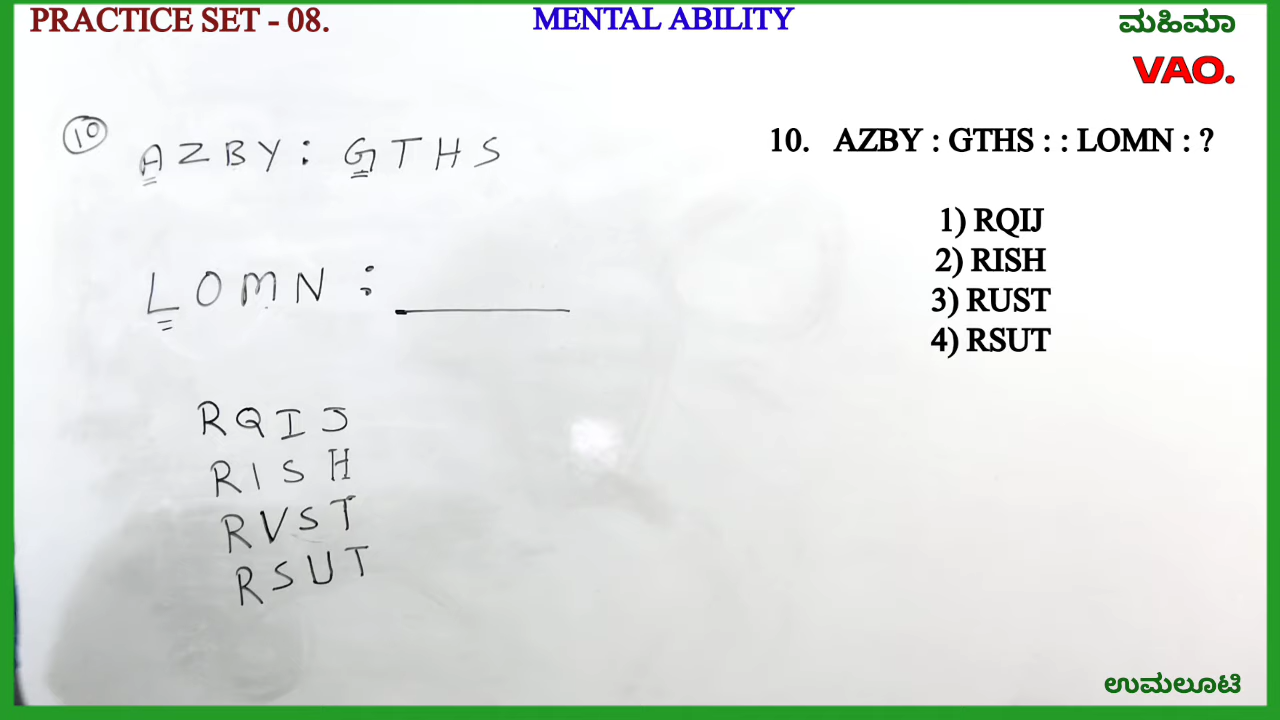 PRACTICE SET - 08.
MENTAL ABILITY
ಮಹಿಮಾ
VAO.
10 AZBY : GTHS
LOMN :
RQIJ
RISH
RVST
RSUT
10. AZBY : GTHS : : LOMN : ?
1) RQIJ
2) RISH
3) RUST
4) RSUT
ಉಮಲೂಟಿ